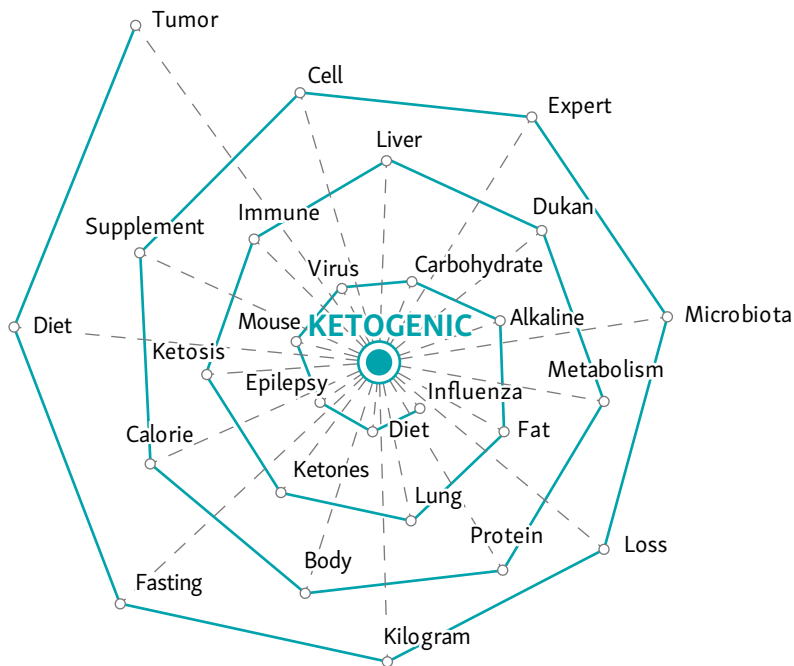 Tumor
Cell
Expert
Liver
Immune
Dukan
Supplement
Virus
Carbohydrate
Microbiota
Diet
Mouse
KETOGENIC
Alkaline
Ketosis
Metabolism
Epilepsy
Influenza
Calorie
Diet
Fat
Ketones
Lung
Protein
Loss
Body
Fasting
Kilogram